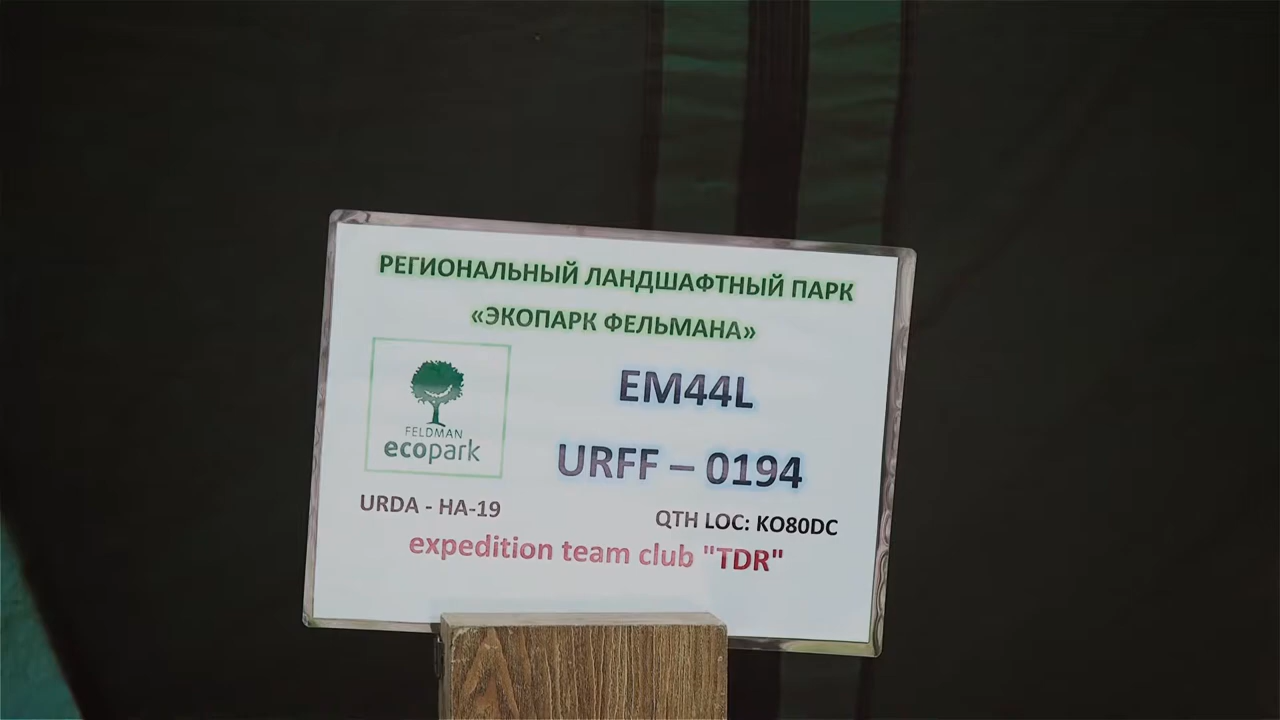 РЕГИОНАЛЬНЫЙ ЛАНДШАФТНЫЙ ПАРК
«ЭКОПАРК ФЕЛЬМАНА»
EM44L
FELDMAN
ecopark
URFF – 0194
URDA - HA-19
QTH LOC: KO80DC
expedition team club "TDR"